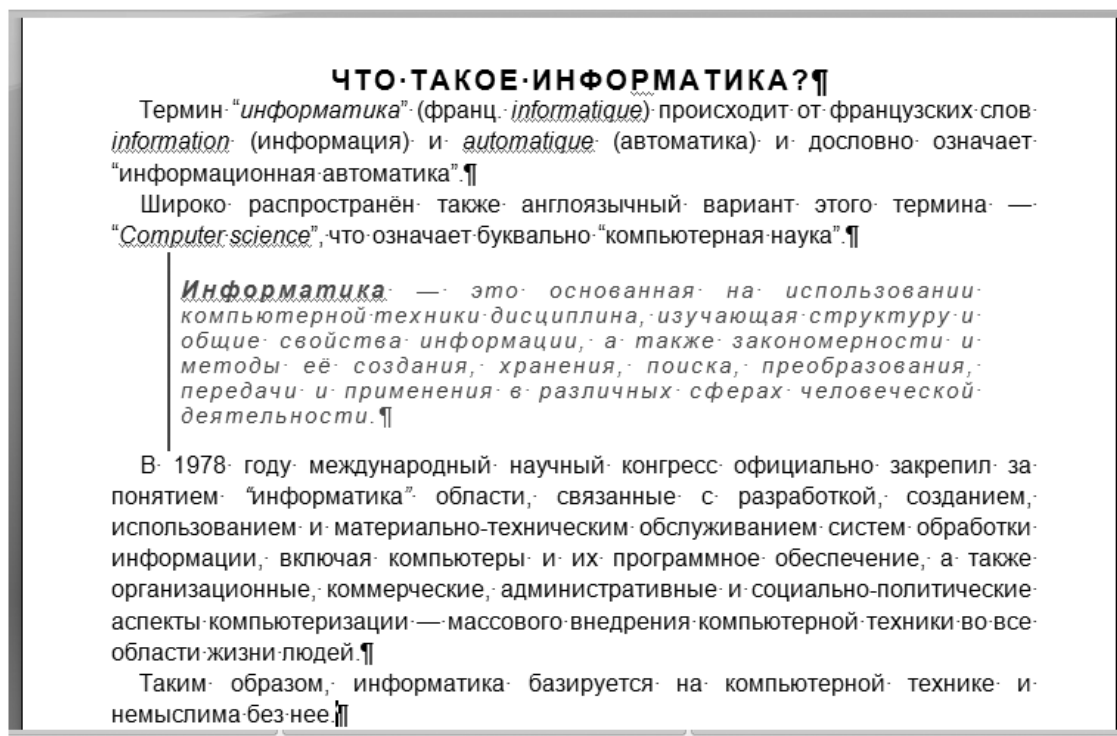 ЧТО ТАКОЕ ИНФОРМАТИКА?¶
Термин “информатика” (франц. informatique) происходит от французских слов
information (информация) и automatique (автоматика) и дословно означает
“информационная автоматика”.¶
Широко распространён также англоязычный вариант этого термина —
“Computer science”, что означает буквально “компьютерная наука”.¶
Информатика — это основанная на использовании
компьютерной техники дисциплина, изучающая структуру и
общие свойства информации, а также закономерности и
методы её создания, хранения, поиска, преобразования,
передачи и применения в различных сферах человеческой
деятельности.¶
В 1978 году международный научный конгресс официально закрепил за
понятием “информатика” области, связанные с разработкой, созданием,
использованием и материально-техническим обслуживанием систем обработки
информации, включая компьютеры и их программное обеспечение, а также
организационные, коммерческие, административные и социально-политические
аспекты компьютеризации — массового внедрения компьютерной техники во все
области жизни людей.¶
Таким образом, информатика базируется на компьютерной технике и
немыслима без нее.¶